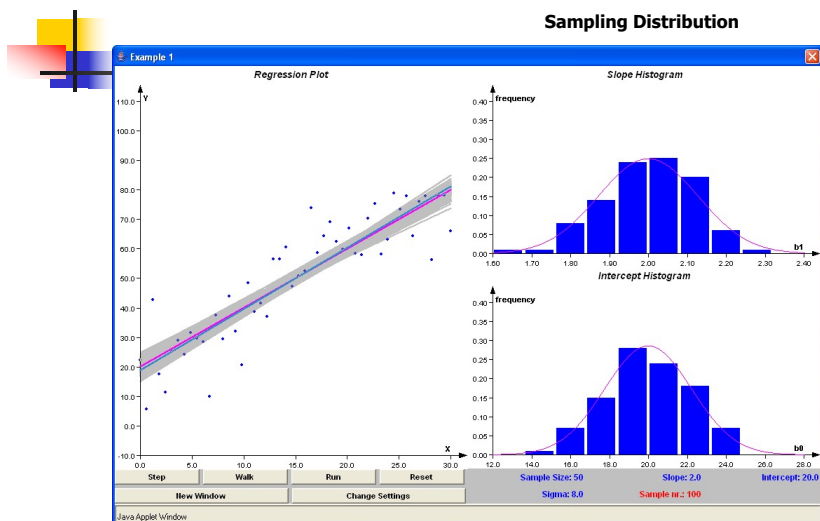 Sampling Distribution
Example 1
Regression Plot
Y
110.0
100.0
90.0
80.0
70.0
60.0
50.0
40.0
30.0
20.0
10.0
0.0
-10.0
0.0 5.0 10.0 15.0 20.0 25.0 30.0
X
Slope Histogram
frequency
0.40
0.35
0.30
0.25
0.20
0.15
0.10
0.05
0.00
b1
1.60 1.70 1.80 1.90 2.00 2.10 2.20 2.30 2.40
Intercept Histogram
frequency
0.40
0.35
0.30
0.25
0.20
0.15
0.10
0.05
0.00
b0
12.0 14.0 16.0 18.0 20.0 22.0 24.0 26.0 28.0
Step Walk Run Reset
New Window Change Settings
Sample Size: 50 Slope: 2.0 Intercept: 20.0
Sigma: 8.0 Sample nr.: 100
Java Applet Window